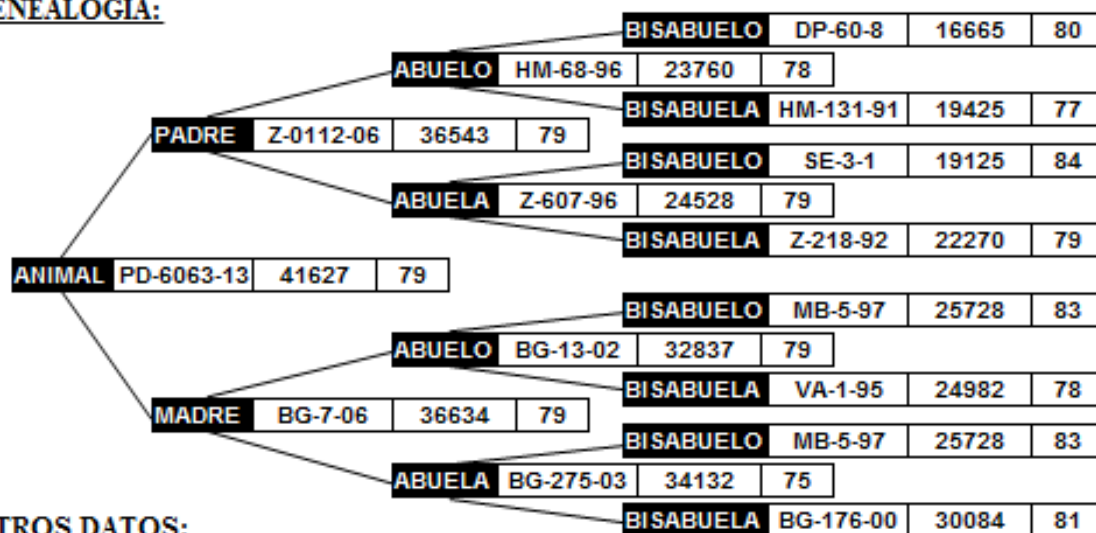 ENEALOGIA:
BISABUELO DP-60-8 16665 80
ABUELO HM-68-96 23760 78
BISABUELA HM-131-91 19425 77
PADRE Z-0112-06 36543 79
BISABUELO SE-3-1 19125 84
ABUELA Z-607-96 24528 79
BISABUELA Z-218-92 22270 79
ANIMAL PD-6063-13 41627 79
BISABUELO MB-5-97 25728 83
ABUELO BG-13-02 32837 79
BISABUELA VA-1-95 24982 78
MADRE BG-7-06 36634 79
BISABUELO MB-5-97 25728 83
ABUELA BG-275-03 34132 75
BISABUELA BG-176-00 30084 81
TROS DATOS: